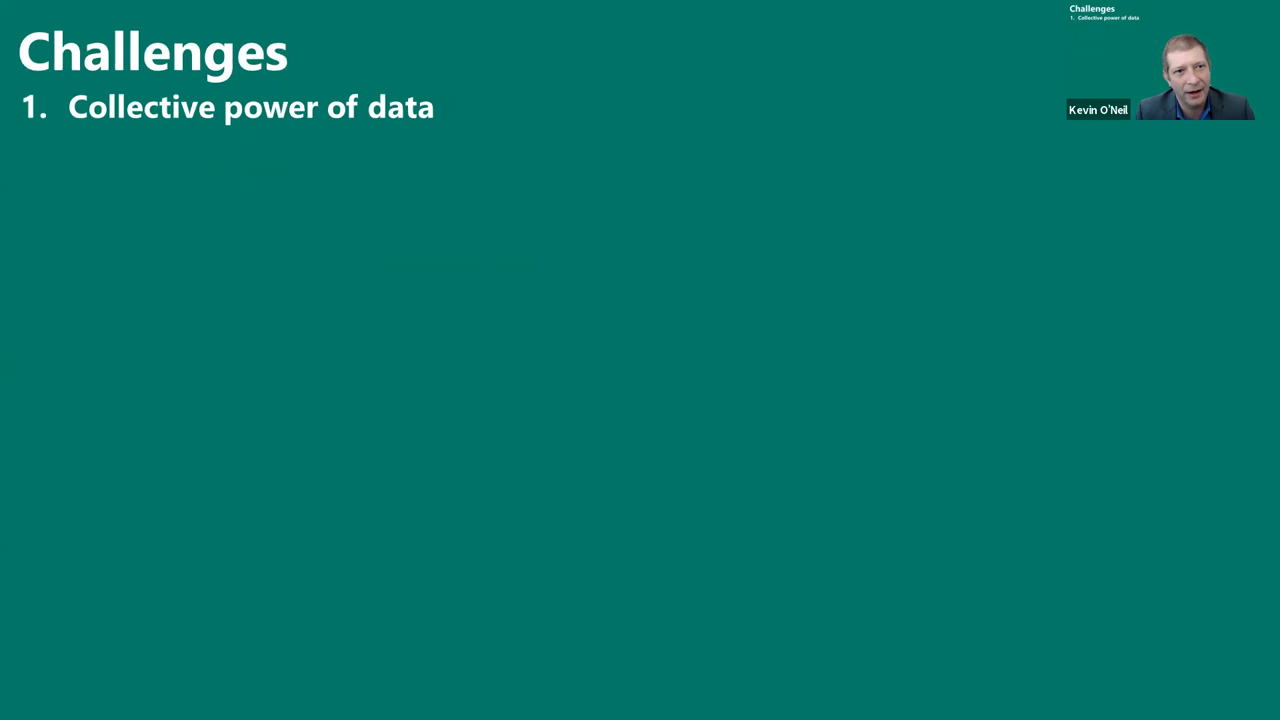 Challenges
1. Collective power of data
Challenges
1. Collective power of data
Kevin O'Neil